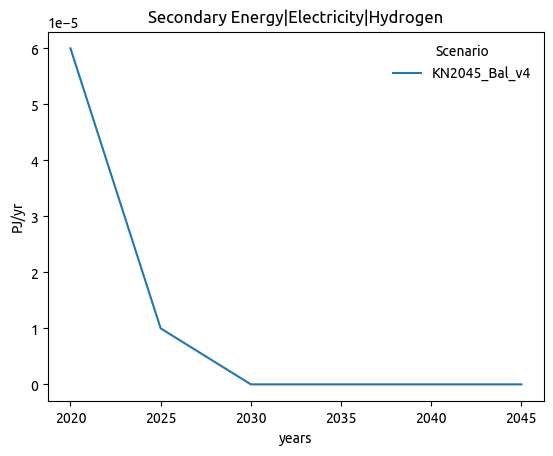 Secondary Energy|Electricity|Hydrogen
1e−5
Scenario
KN2045_Bal_v4
6
5
4
3
2
1
0
PJ/yr
2020 2025 2030 2035 2040 2045
years